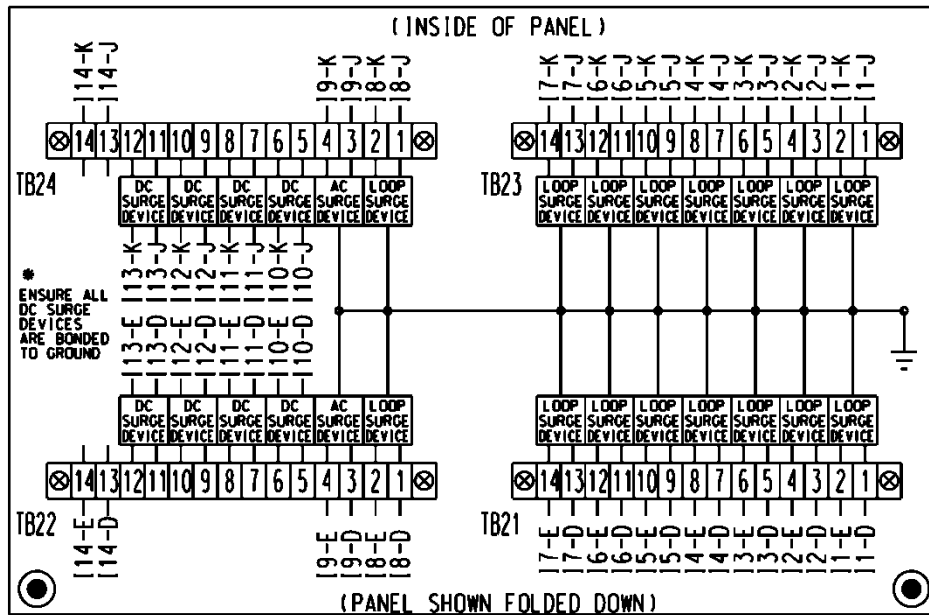 (INSIDE OF PANEL)
I14-K I14-J I9-K I9-J I8-K I8-J I7-K I7-J I6-K I6-J I5-K I5-J I4-K I4-J I3-K I3-J I2-K I2-J I1-K I1-J
14 13 12 11 10 9 8 7 6 5 4 3 2 1 14 13 12 11 10 9 8 7 6 5 4 3 2 1
TB24 TB23
DC DC DC DC AC LOOP LOOP LOOP LOOP LOOP LOOP LOOP LOOP
SURGE SURGE SURGE SURGE SURGE SURGE SURGE SURGE SURGE SURGE SURGE SURGE SURGE
DEVICE DEVICE DEVICE DEVICE DEVICE DEVICE DEVICE DEVICE DEVICE DEVICE DEVICE DEVICE DEVICE
I13-K I13-J I12-K I12-J I11-K I11-J I10-K I10-J
*
ENSURE ALL
DC SURGE
DEVICES
ARE BONDED
TO GROUND
I13-E I13-D I12-E I12-D I11-E I11-D I10-E I10-D
DC DC DC DC AC LOOP LOOP LOOP LOOP LOOP LOOP LOOP LOOP
SURGE SURGE SURGE SURGE SURGE SURGE SURGE SURGE SURGE SURGE SURGE SURGE SURGE
DEVICE DEVICE DEVICE DEVICE DEVICE DEVICE DEVICE DEVICE DEVICE DEVICE DEVICE DEVICE DEVICE
14 13 12 11 10 9 8 7 6 5 4 3 2 1 14 13 12 11 10 9 8 7 6 5 4 3 2 1
TB22 TB21
I14-E I14-D I9-E I9-D I8-E I8-D I7-E I7-D I6-E I6-D I5-E I5-D I4-E I4-D I3-E I3-D I2-E I2-D I1-E I1-D
(PANEL SHOWN FOLDED DOWN)